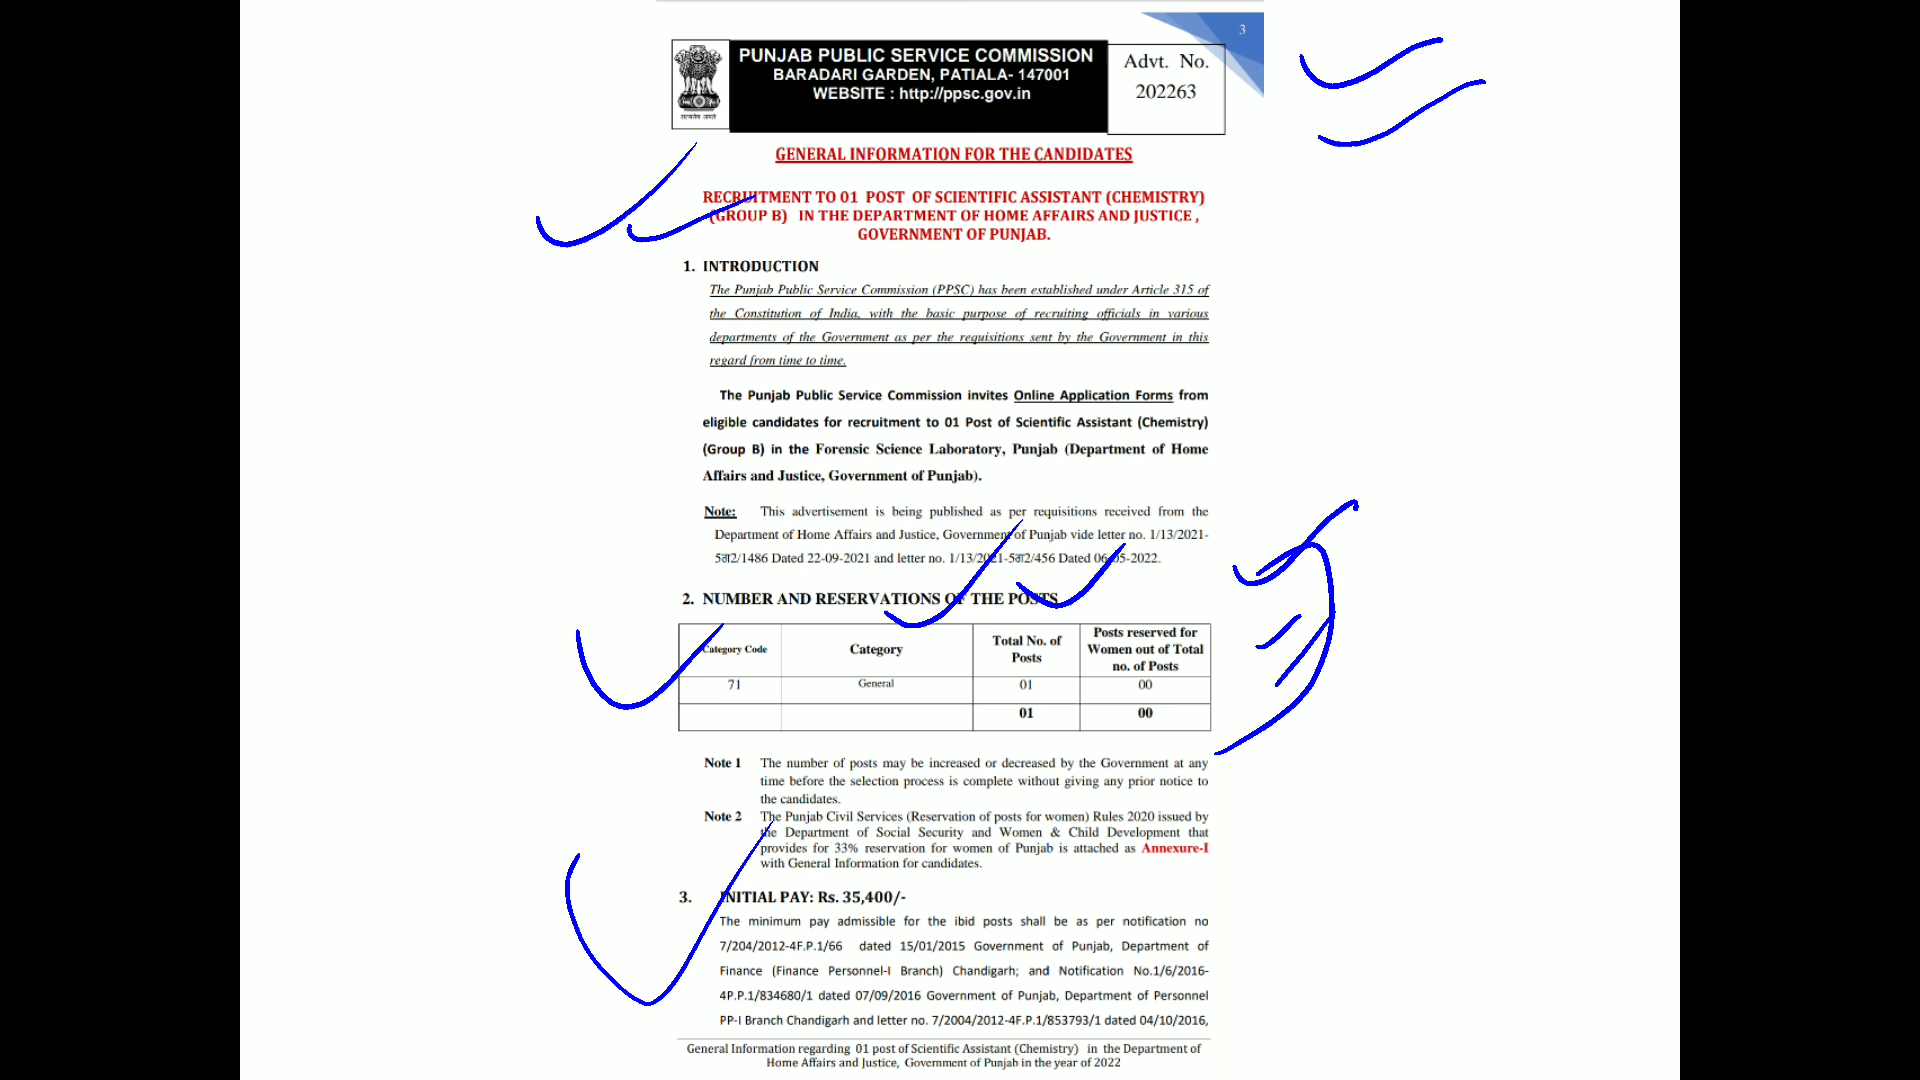 3
PUNJAB PUBLIC SERVICE COMMISSION
BARADARI GARDEN, PATIALA- 147001
WEBSITE : http://ppsc.gov.in
Advt. No.
202263
सत्यमेव जयते
GENERAL INFORMATION FOR THE CANDIDATES
RECRUITMENT TO 01 POST OF SCIENTIFIC ASSISTANT (CHEMISTRY)
(GROUP B) IN THE DEPARTMENT OF HOME AFFAIRS AND JUSTICE ,
GOVERNMENT OF PUNJAB.
1. INTRODUCTION
The Punjab Public Service Commission (PPSC) has been established under Article 315 of
the Constitution of India, with the basic purpose of recruiting officials in various
departments of the Government as per the requisitions sent by the Government in this
regard from time to time.
The Punjab Public Service Commission invites Online Application Forms from
eligible candidates for recruitment to 01 Post of Scientific Assistant (Chemistry)
(Group B) in the Forensic Science Laboratory, Punjab (Department of Home
Affairs and Justice, Government of Punjab).
Note: This advertisement is being published as per requisitions received from the
Department of Home Affairs and Justice, Government of Punjab vide letter no. 1/13/2021-
5ग2/1486 Dated 22-09-2021 and letter no. 1/13/2021-5ग2/456 Dated 06-05-2022.
2. NUMBER AND RESERVATIONS OF THE POSTS
Category Code Category Total No. of Posts Posts reserved for Women out of Total no. of Posts
71 General 01 00
01 00
Note 1 The number of posts may be increased or decreased by the Government at any
time before the selection process is complete without giving any prior notice to
the candidates.
Note 2 The Punjab Civil Services (Reservation of posts for women) Rules 2020 issued by
the Department of Social Security and Women & Child Development that
provides for 33% reservation for women of Punjab is attached as Annexure-I
with General Information for candidates.
3. INITIAL PAY: Rs. 35,400/-
The minimum pay admissible for the ibid posts shall be as per notification no
7/204/2012-4F.P.1/66 dated 15/01/2015 Government of Punjab, Department of
Finance (Finance Personnel-I Branch) Chandigarh; and Notification No.1/6/2016-
4P.P.1/834680/1 dated 07/09/2016 Government of Punjab, Department of Personnel
PP-I Branch Chandigarh and letter no. 7/2004/2012-4F.P.1/853793/1 dated 04/10/2016,
General Information regarding 01 post of Scientific Assistant (Chemistry) in the Department of
Home Affairs and Justice, Government of Punjab in the year of 2022